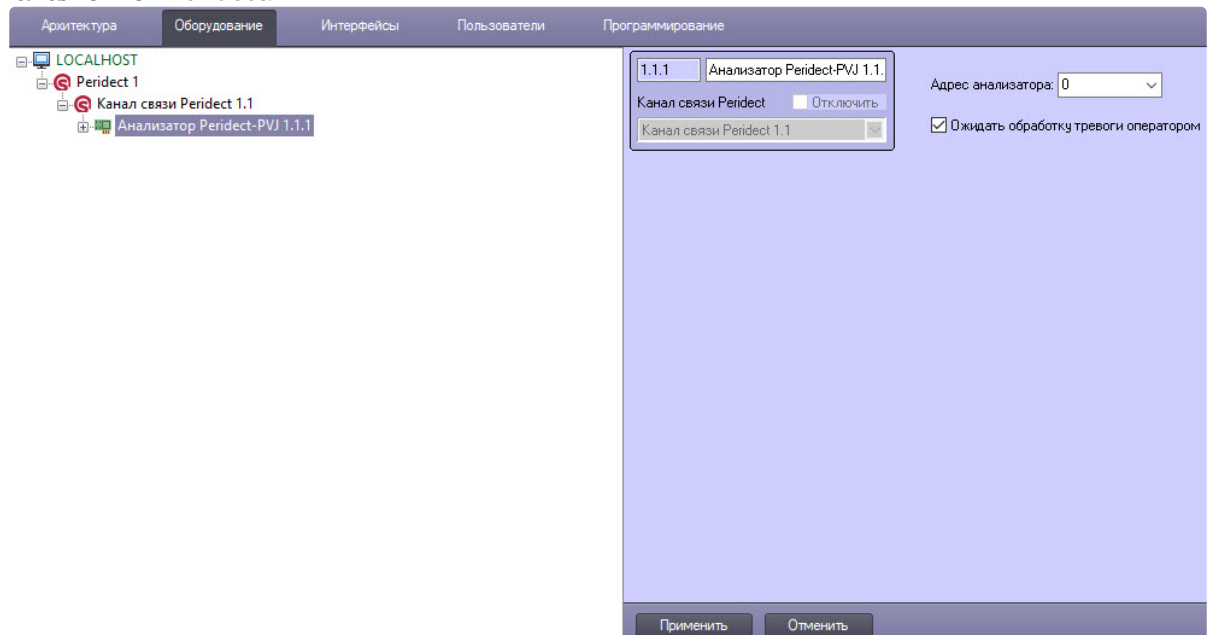 Архитектура Оборудование Интерфейсы Пользователи Программирование
LOCALHOST
Peridect 1
Канал связи Peridect 1.1
Анализатор Peridect-PVJ 1.1.1
1.1.1 Анализатор Peridect-PVJ 1.1.
Канал связи Peridect Отключить
Канал связи Peridect 1.1
Адрес анализатора: 0
Ожидать обработку тревоги оператором
Применить Отменить